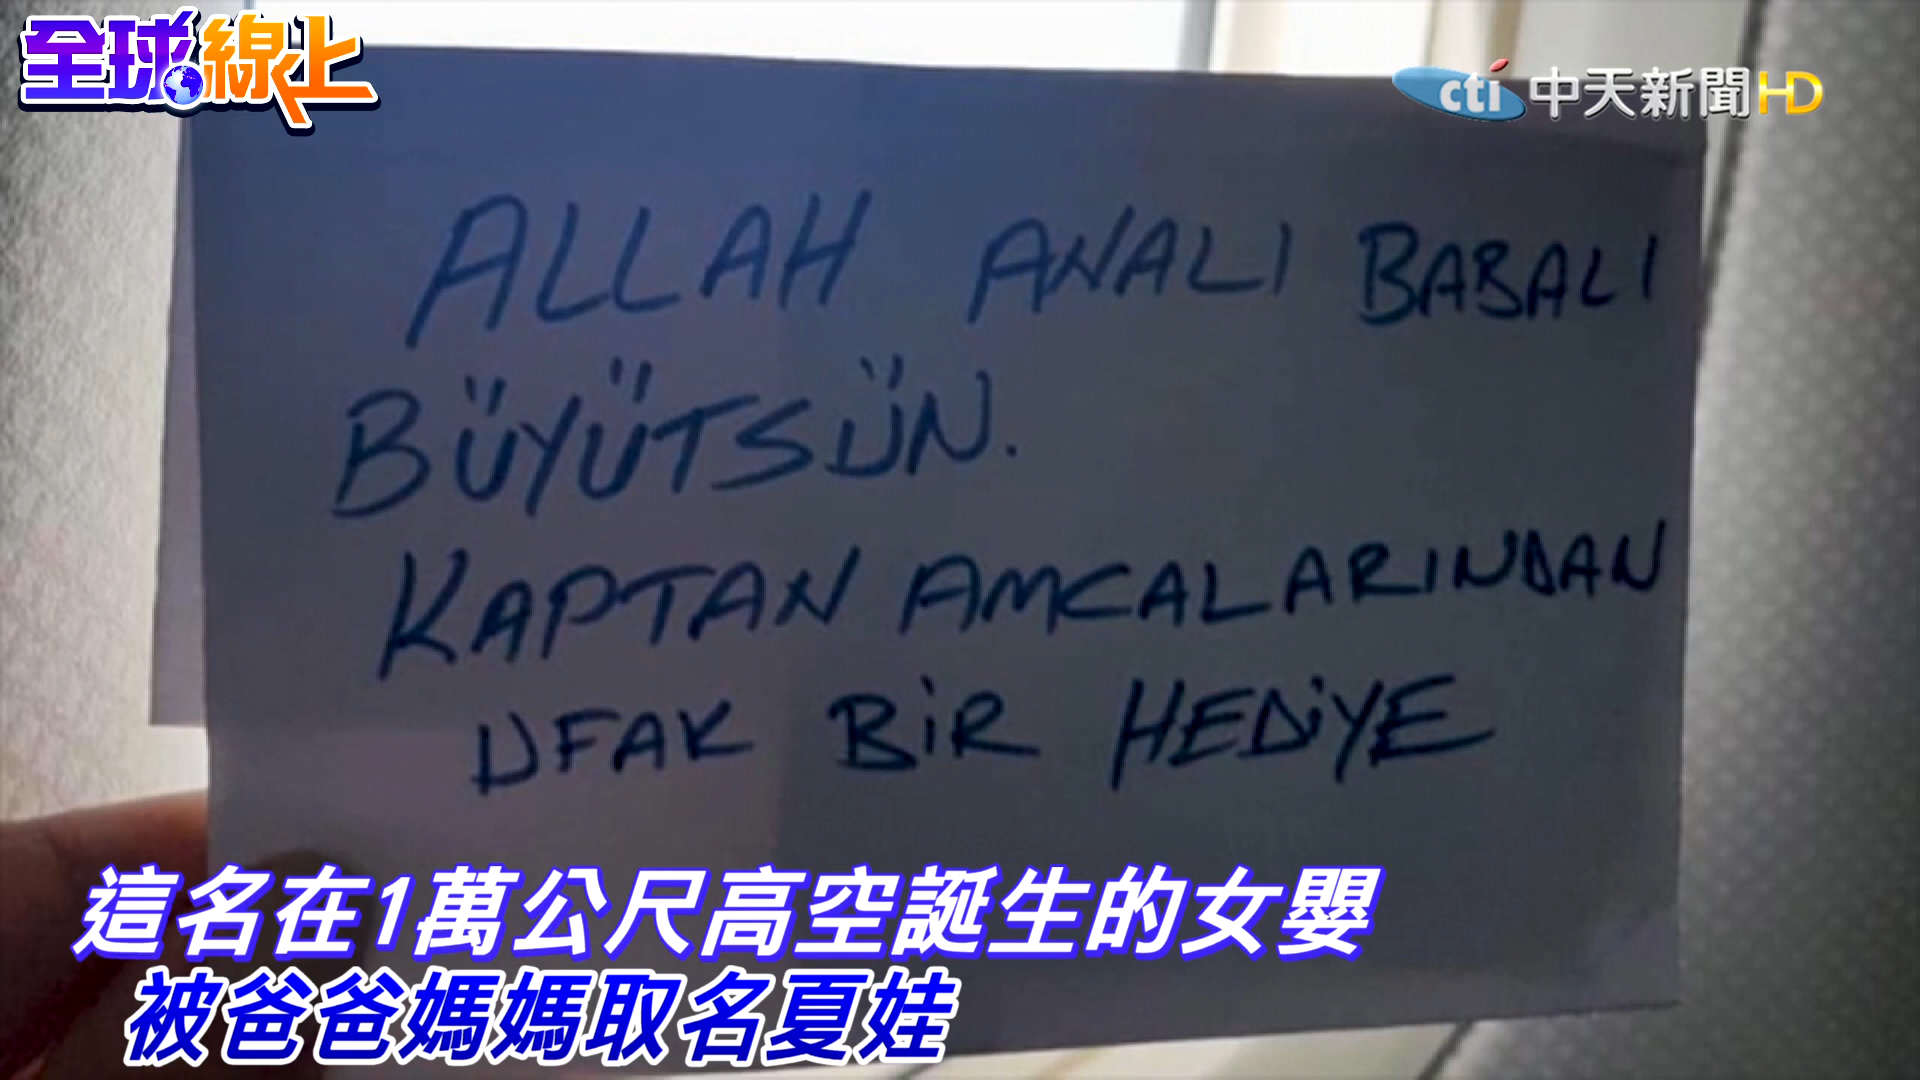 全球線上
cti 中天新聞HD
ALLAH ANALI BABALI
BÜYÜTSÜN.
KAPTAN AMCALARINDAN
UFAK BİR HEDİYE
這名在1萬公尺高空誕生的女嬰
被爸爸媽媽取名夏娃